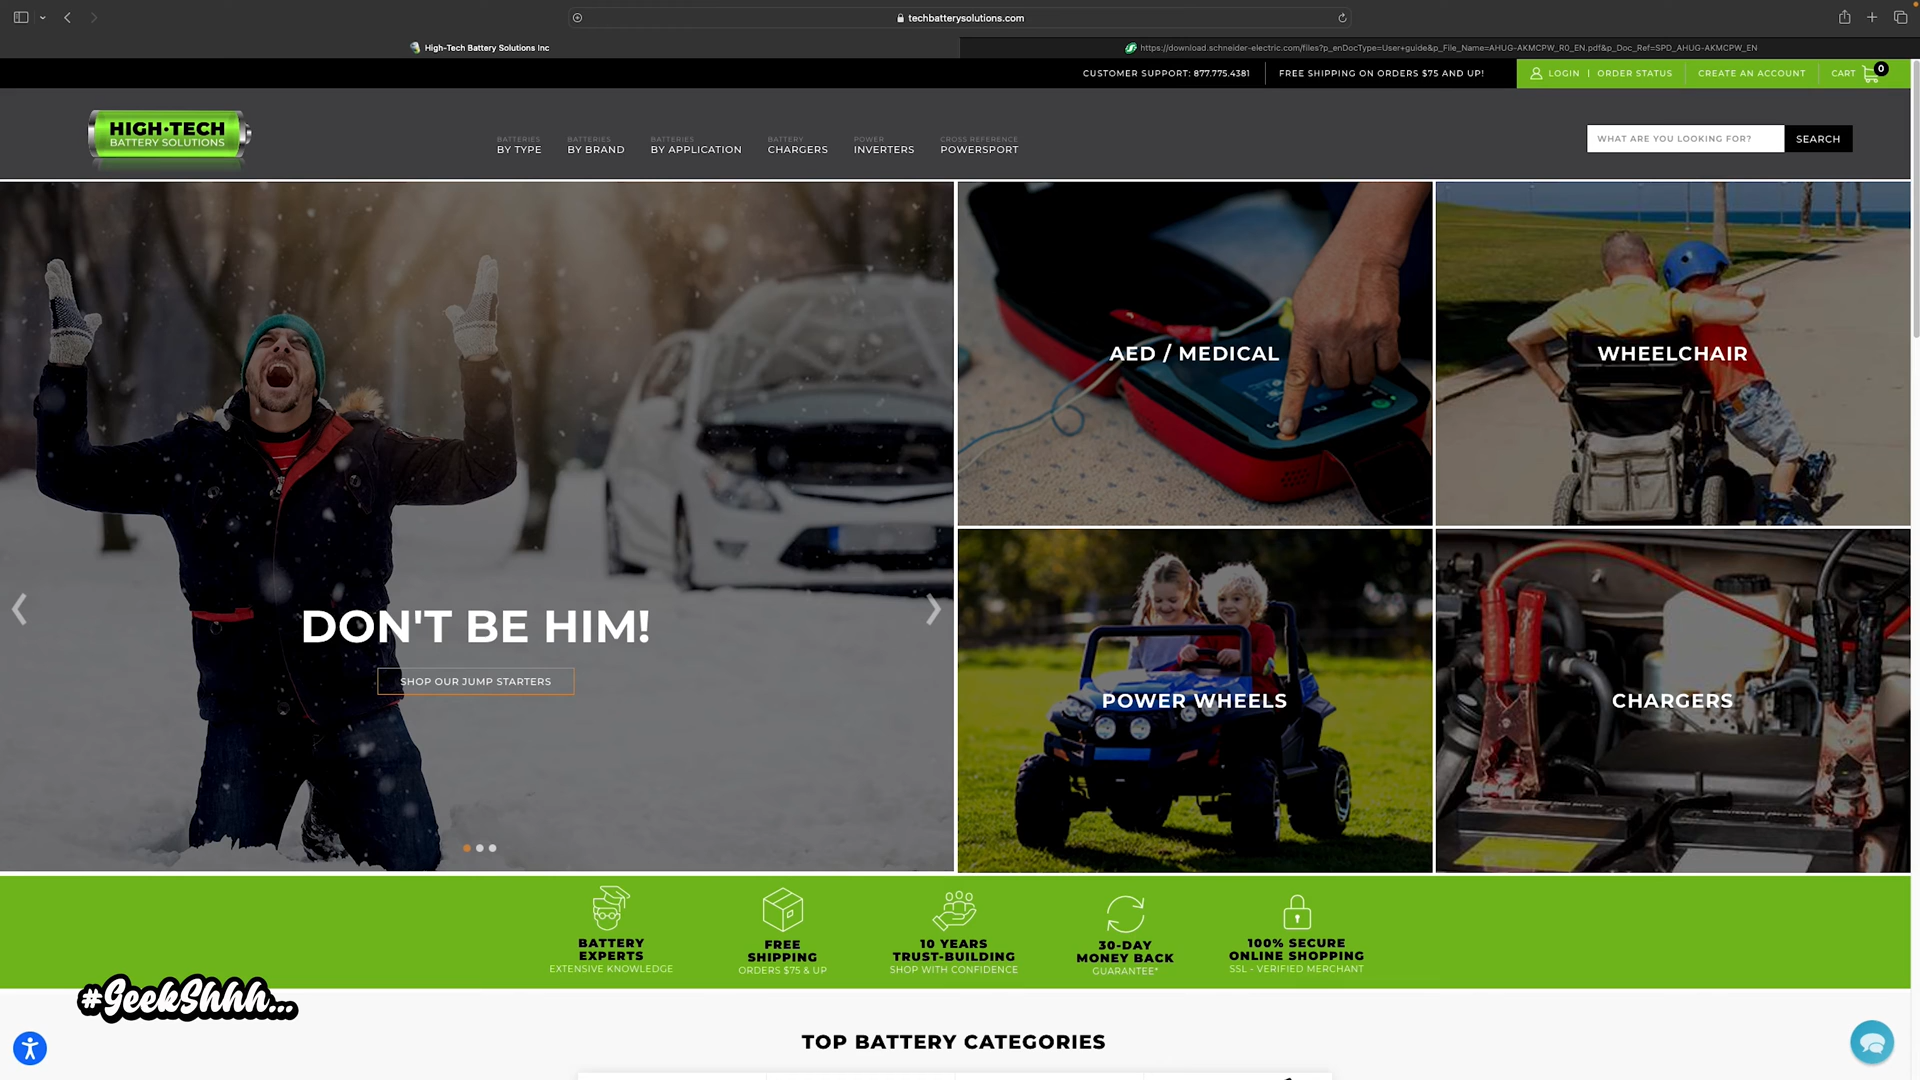 techbatterysolutions.com
High-Tech Battery Solutions Inc
https://download.schneider-electric.com/files?p_enDocType=User+guide&p_File_Name=AHUG-AKMCPW_R0_EN.pdf&p_Doc_Ref=SPD_AHUG-AKMCPW_EN
CUSTOMER SUPPORT: 877.775.4381
FREE SHIPPING ON ORDERS $75 AND UP!
LOGIN | ORDER STATUS
CREATE AN ACCOUNT
CART 0
HIGH·TECH
BATTERY SOLUTIONS
BATTERIES
BY TYPE
BATTERIES
BY BRAND
BATTERIES
BY APPLICATION
BATTERY
CHARGERS
POWER
INVERTERS
CROSS REFERENCE
POWERSPORT
WHAT ARE YOU LOOKING FOR?
SEARCH
AED / MEDICAL
WHEELCHAIR
DON'T BE HIM!
SHOP OUR JUMP STARTERS
POWER WHEELS
CHARGERS
BATTERY
EXPERTS
EXTENSIVE KNOWLEDGE
FREE
SHIPPING
ORDERS $75 & UP
10 YEARS
TRUST-BUILDING
SHOP WITH CONFIDENCE
30-DAY
MONEY BACK
GUARANTEE*
100% SECURE
ONLINE SHOPPING
SSL - VERIFIED MERCHANT
#GeekShhh...
TOP BATTERY CATEGORIES